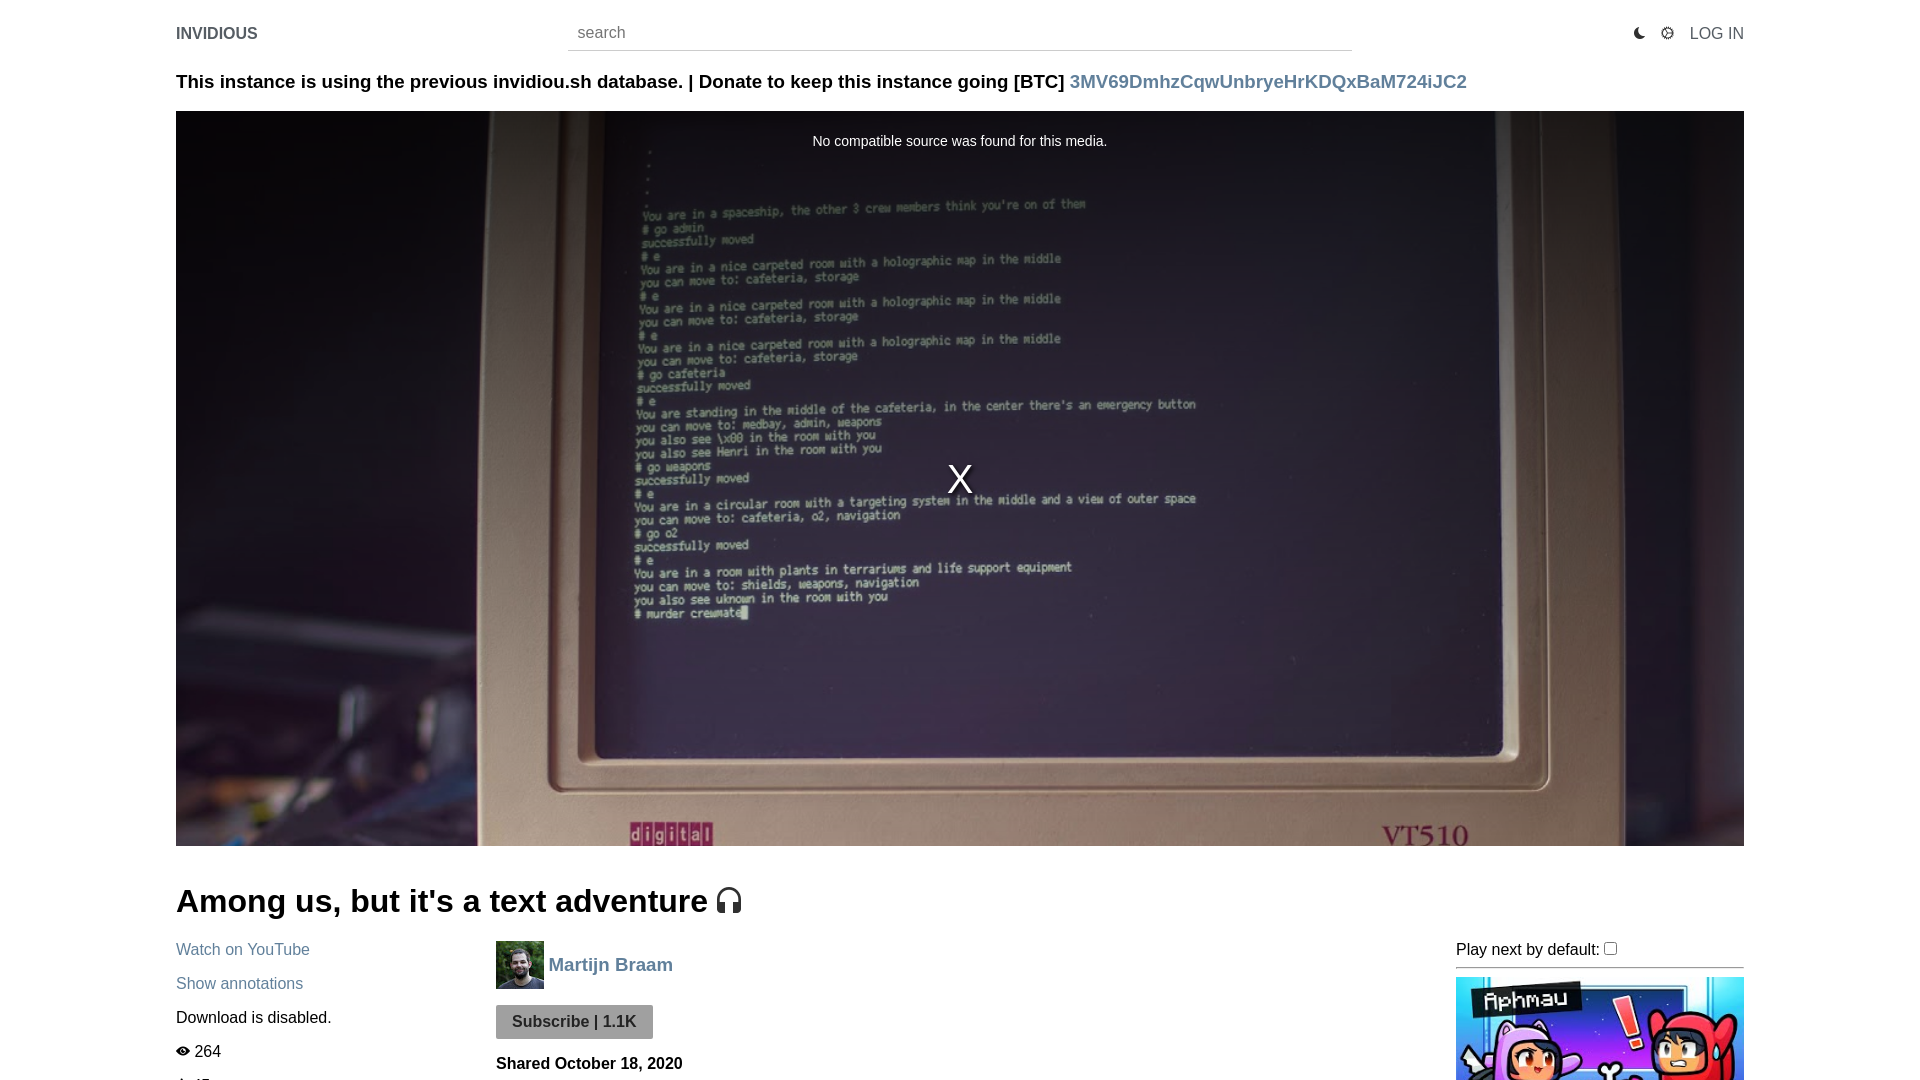 INVIDIOUS
search
LOG IN
This instance is using the previous invidiou.sh database. | Donate to keep this instance going [BTC] 3MV69DmhzCqwUnbryeHrKDQxBaM724iJC2
No compatible source was found for this media.
You are in a spaceship, the other 3 crew members think you're on of them
# go admin
successfully moved
# e
You are in a nice carpeted room with a holographic map in the middle
you can move to: cafeteria, storage
# e
You are in a nice carpeted room with a holographic map in the middle
you can move to: cafeteria, storage
# e
You are in a nice carpeted room with a holographic map in the middle
you can move to: cafeteria, storage
# go cafeteria
successfully moved
# e
You are standing in the middle of the cafeteria, in the center there's an emergency button
you can move to: medbay, admin, weapons
you also see \x00 in the room with you
you also see Henri in the room with you
# go weapons
successfully moved
# e
You are in a circular room with a targeting system in the middle and a view of outer space
you can move to: cafeteria, o2, navigation
# go o2
successfully moved
# e
You are in a room with plants in terrariums and life support equipment
you can move to: shields, weapons, navigation
you also see uknown in the room with you
# murder crewmate
X
digital
VT510
Among us, but it's a text adventure
Watch on YouTube
Show annotations
Download is disabled.
264
Martijn Braam
Subscribe | 1.1K
Shared October 18, 2020
Play next by default:
Aphmau